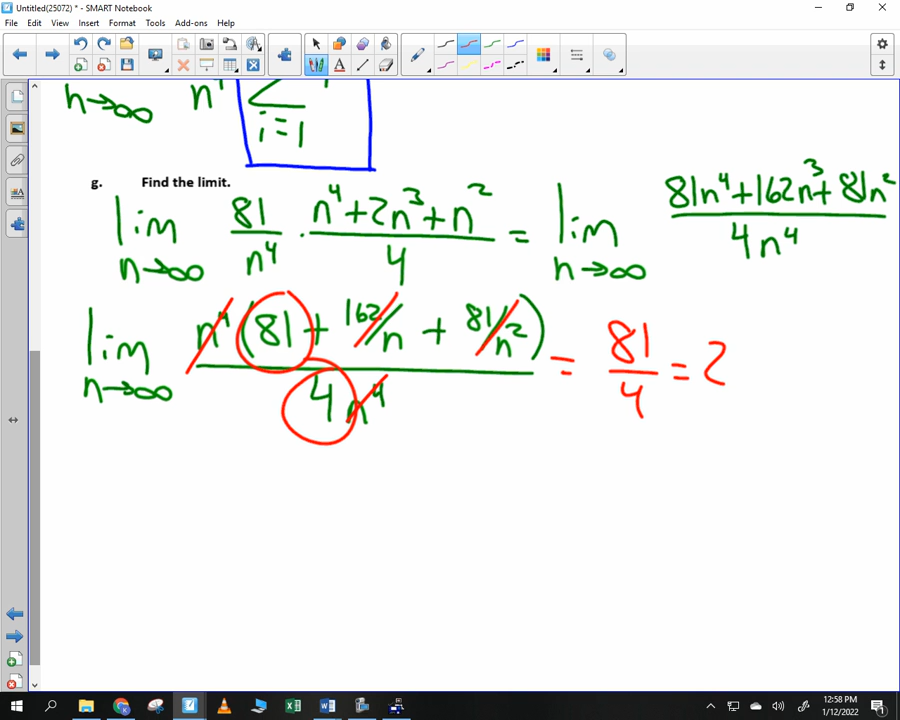 Untitled(25072) * - SMART Notebook
File Edit View Insert Format Tools Add-ons Help
n→∞ n⁴ Σ
i=1
g. Find the limit.
lim 81/n⁴ · (n⁴+2n³+n²)/4 = lim (81n⁴+162n³+81n²)/4n⁴
n→∞ n→∞
lim n⁴(81 + 162/n + 81/n²)/4n⁴ = 81/4 = 2
n→∞
12:58 PM
1/12/2022